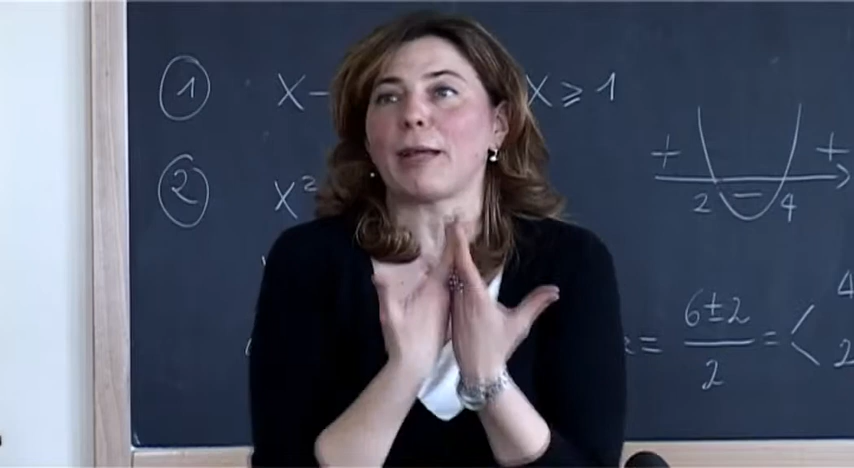 1 X− X ≥ 1
2 X²
+ − +
2 4
= 6±2/2 = < 4
2